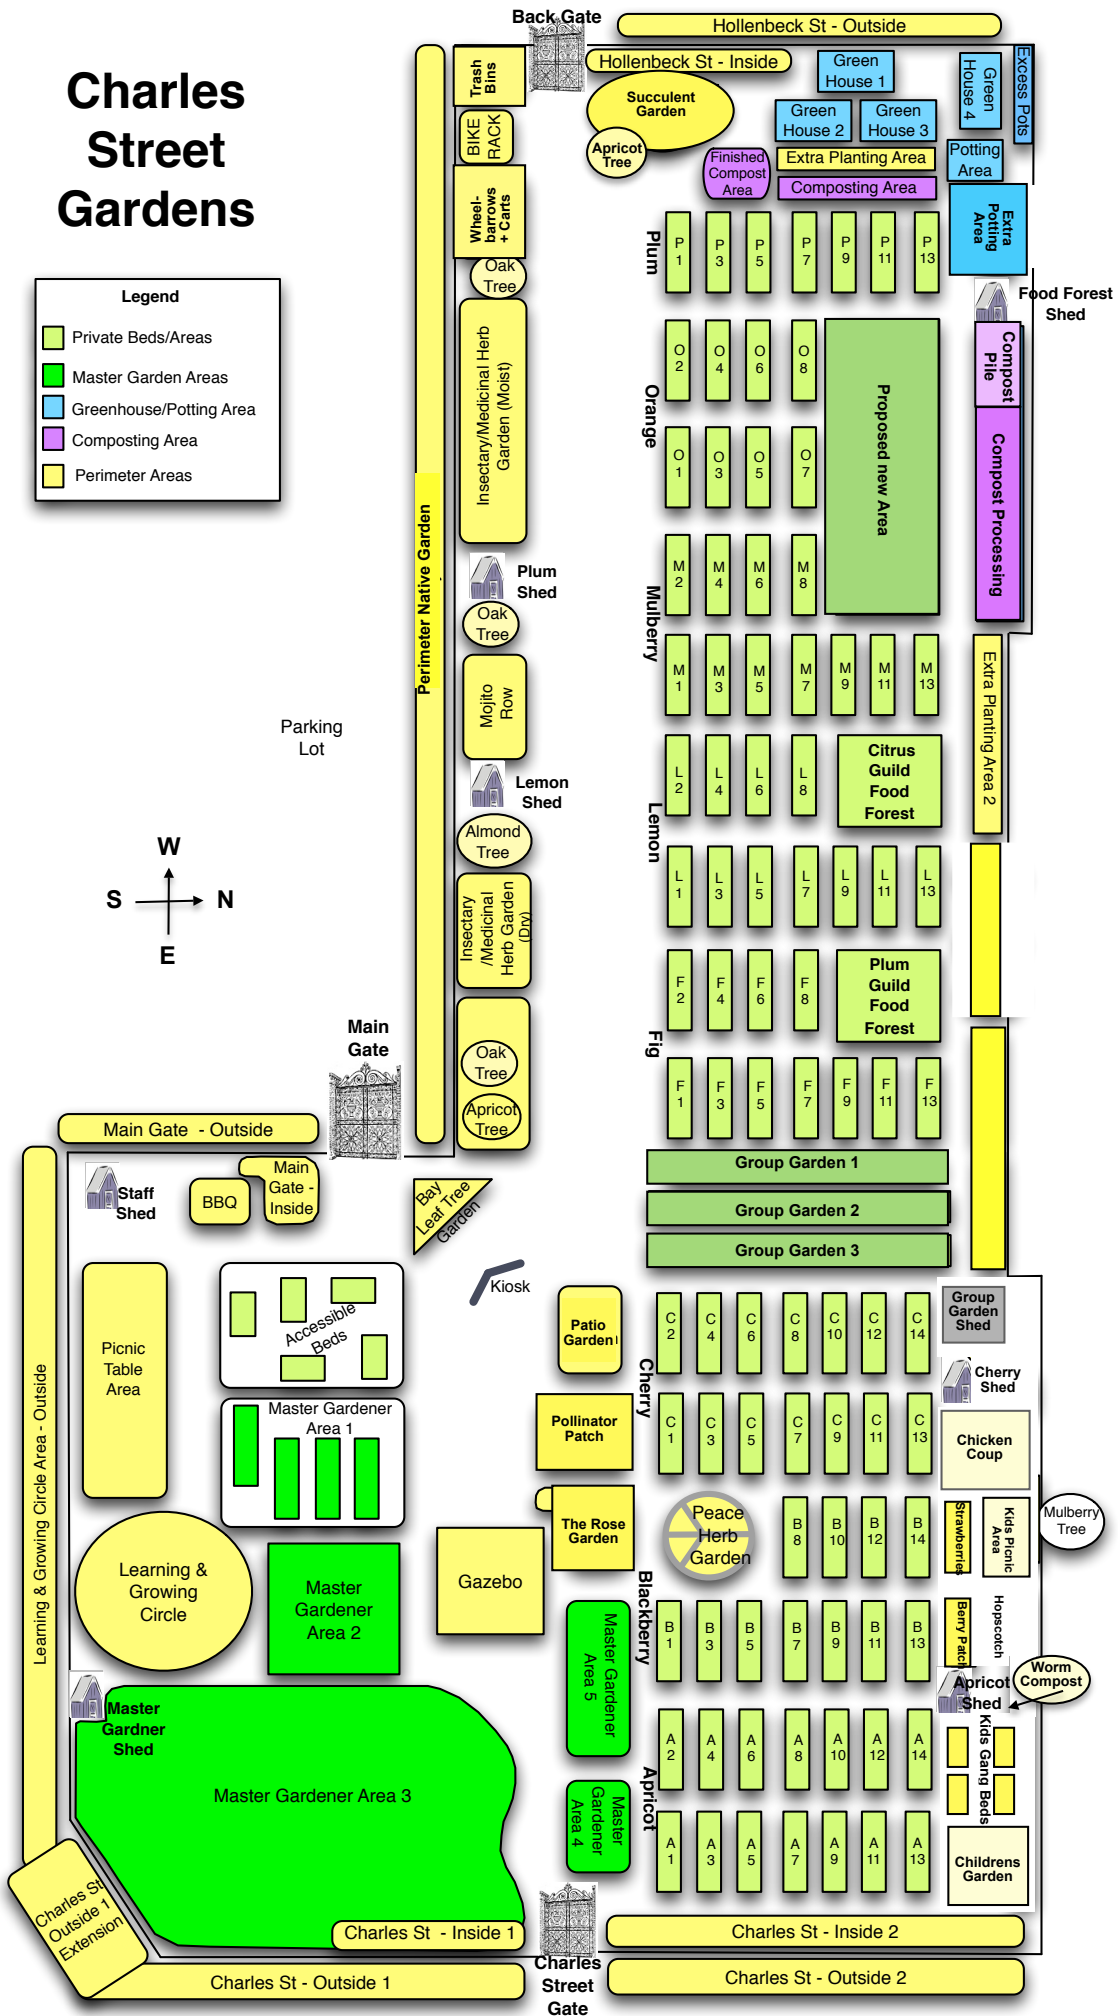 Charles
Street
Gardens
Back Gate
Hollenbeck St - Outside
Hollenbeck St - Inside
Trash
Bins
BIKE
RACK
Wheel-
barrows
+ Carts
Succulent
Garden
Apricot
Tree
Green
House 1
Green
House 2
Green
House 3
Green
House 4
Excess Pots
Finished
Compost
Area
Extra Planting Area
Composting Area
Potting
Area
Extra
Potting
Area
Legend
Private Beds/Areas
Master Garden Areas
Greenhouse/Potting Area
Composting Area
Perimeter Areas
Oak
Tree
Plum
P 1
P 3
P 5
P 7
P 9
P 11
P 13
Food Forest
Shed
Insectary/Medicinal Herb
Garden (Moist)
Orange
O 2
O 4
O 6
O 8
O 1
O 3
O 5
O 7
Proposed new Area
Compost
Pile
Compost Processing
Perimeter Native Garden
Plum
Shed
Oak
Tree
Mulberry
M 2
M 4
M 6
M 8
M 1
M 3
M 5
M 7
M 9
M 11
M 13
Extra Planting Area 2
Mojito
Row
Parking
Lot
Lemon
Shed
Lemon
L 2
L 4
L 6
L 8
Citrus
Guild
Food
Forest
Almond
Tree
W
S
N
E
L 1
L 3
L 5
L 7
L 9
L 11
L 13
Insectary
/Medicinal
Herb Garden
(Dry)
Fig
F 2
F 4
F 6
F 8
Plum
Guild
Food
Forest
Main
Gate
Oak
Tree
Apricot
Tree
F 1
F 3
F 5
F 7
F 9
F 11
F 13
Main Gate - Outside
Group Garden 1
Group Garden 2
Group Garden 3
Staff
Shed
BBQ
Main
Gate -
Inside
Bay
Leaf Tree
Garden
Kiosk
Learning & Growing Circle Area - Outside
Picnic
Table
Area
Accessible
Beds
Patio
Garden
Cherry
C 2
C 4
C 6
C 8
C 10
C 12
C 14
Group
Garden
Shed
Cherry
Shed
Master Gardener
Area 1
Pollinator
Patch
C 1
C 3
C 5
C 7
C 9
C 11
C 13
Chicken
Coup
Learning &
Growing
Circle
Master
Gardener
Area 2
Gazebo
The Rose
Garden
Peace
Herb
Garden
Blackberry
B 8
B 10
B 12
B 14
Strawberries
Kids Picnic
Area
Mulberry
Tree
Master Gardener
Area 5
B 1
B 3
B 5
B 7
B 9
B 11
B 13
Berry Patch
Hopscotch
Apricot
Shed
Worm
Compost
Master
Gardner
Shed
Master Gardener Area 3
Apricot
A 2
A 4
A 6
A 8
A 10
A 12
A 14
Kids Gang Beds
Master
Gardener
Area 4
A 1
A 3
A 5
A 7
A 9
A 11
A 13
Childrens
Garden
Charles St
Outside 1
Extension
Charles St - Inside 1
Charles St - Inside 2
Charles St - Outside 1
Charles
Street
Gate
Charles St - Outside 2